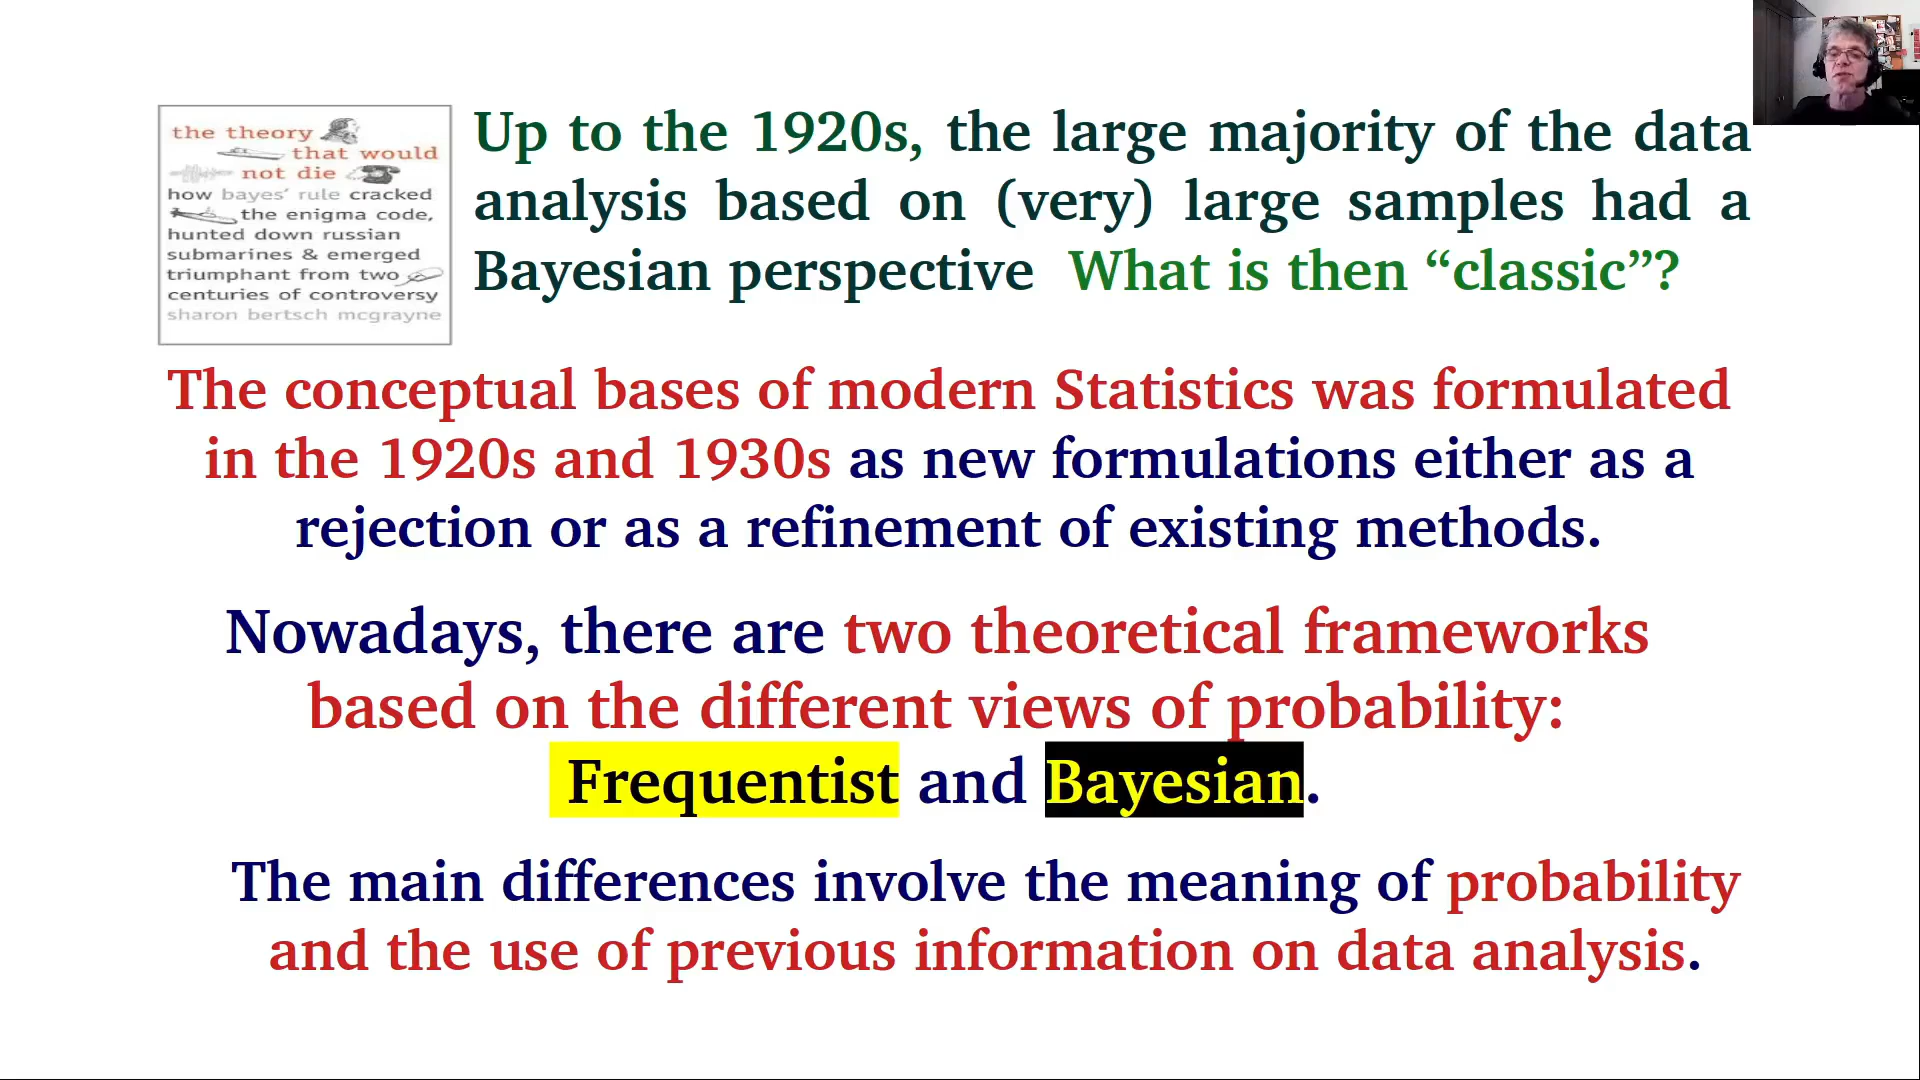 the theory
that would
not die
how bayes' rule cracked
the enigma code,
hunted down russian
submarines & emerged
triumphant from two
centuries of controversy
sharon bertsch mcgrayne
Up to the 1920s, the large majority of the data
analysis based on (very) large samples had a
Bayesian perspective What is then “classic”?
The conceptual bases of modern Statistics was formulated
in the 1920s and 1930s as new formulations either as a
rejection or as a refinement of existing methods.
Nowadays, there are two theoretical frameworks
based on the different views of probability:
Frequentist and Bayesian.
The main differences involve the meaning of probability
and the use of previous information on data analysis.